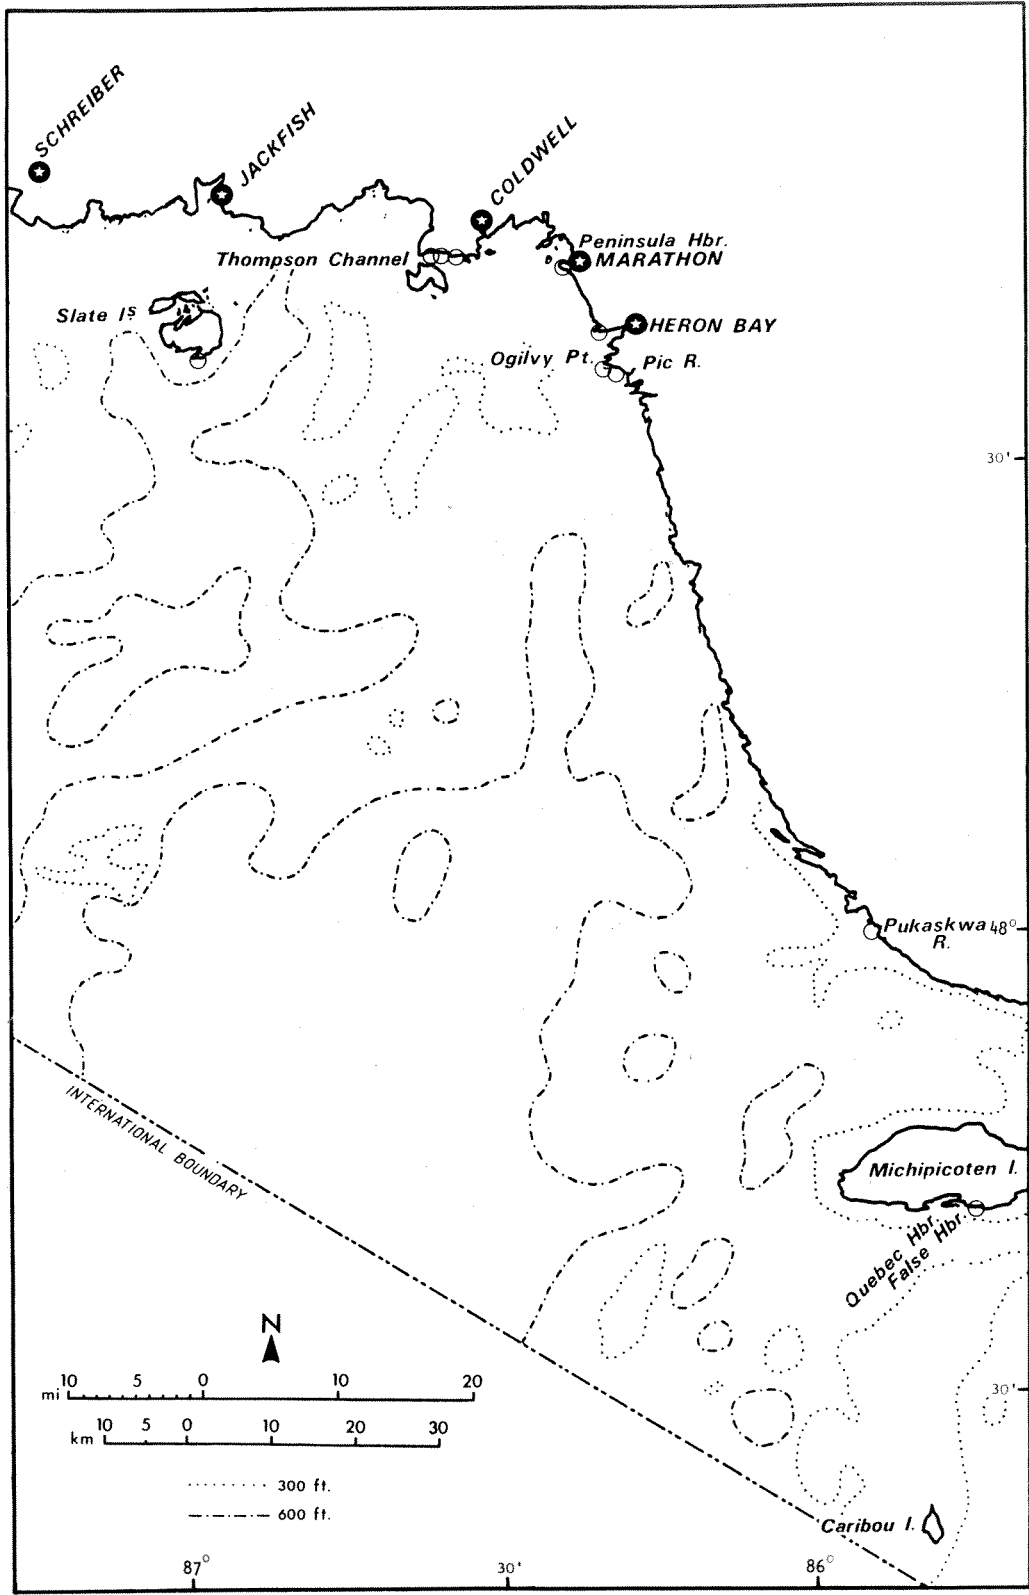 SCHREIBER
JACKFISH
COLDWELL
Peninsula Hbr.
MARATHON
Thompson Channel
Slate Is
HERON BAY
Ogilvy Pt.
Pic R.
30'
Pukaskwa
R.
48°
INTERNATIONAL BOUNDARY
Michipicoten I.
Quebec Hbr.
False Hbr.
N
10 5 0 10 20
mi
10 5 0 10 20 30
km
30'
300 ft.
600 ft.
Caribou I.
87° 30' 86°